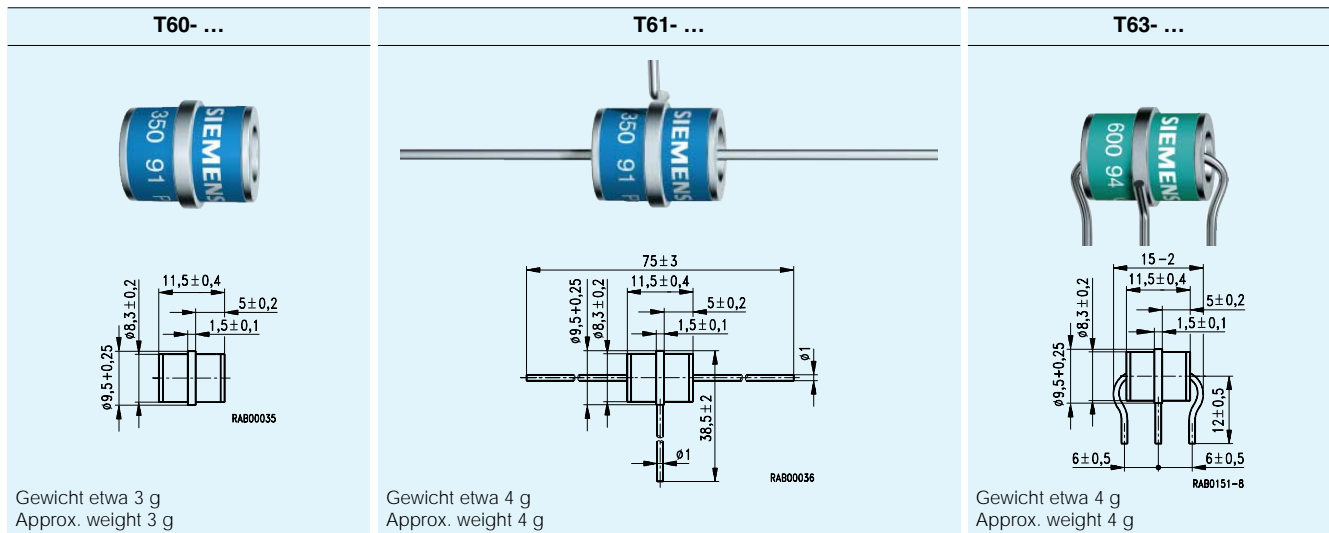 T60- ...
T61- ...
T63- ...
SIEMENS
350 91
SIEMENS
350 91
SIEMENS
600 94
11,5±0,4
5±0,2
1,5±0,1
ø8,3±0,2
ø9,5+0,25
RAB00035
75±3
11,5±0,4
5±0,2
1,5±0,1
ø9,5+0,25
ø8,3±0,2
ø1
38,5±2
ø1
RAB00036
15-2
11,5±0,4
5±0,2
1,5±0,1
ø8,3±0,2
ø9,5+0,25
12±0,5
6±0,5
6±0,5
RAB0151-8
Gewicht etwa 3 g
Approx. weight 3 g
Gewicht etwa 4 g
Approx. weight 4 g
Gewicht etwa 4 g
Approx. weight 4 g